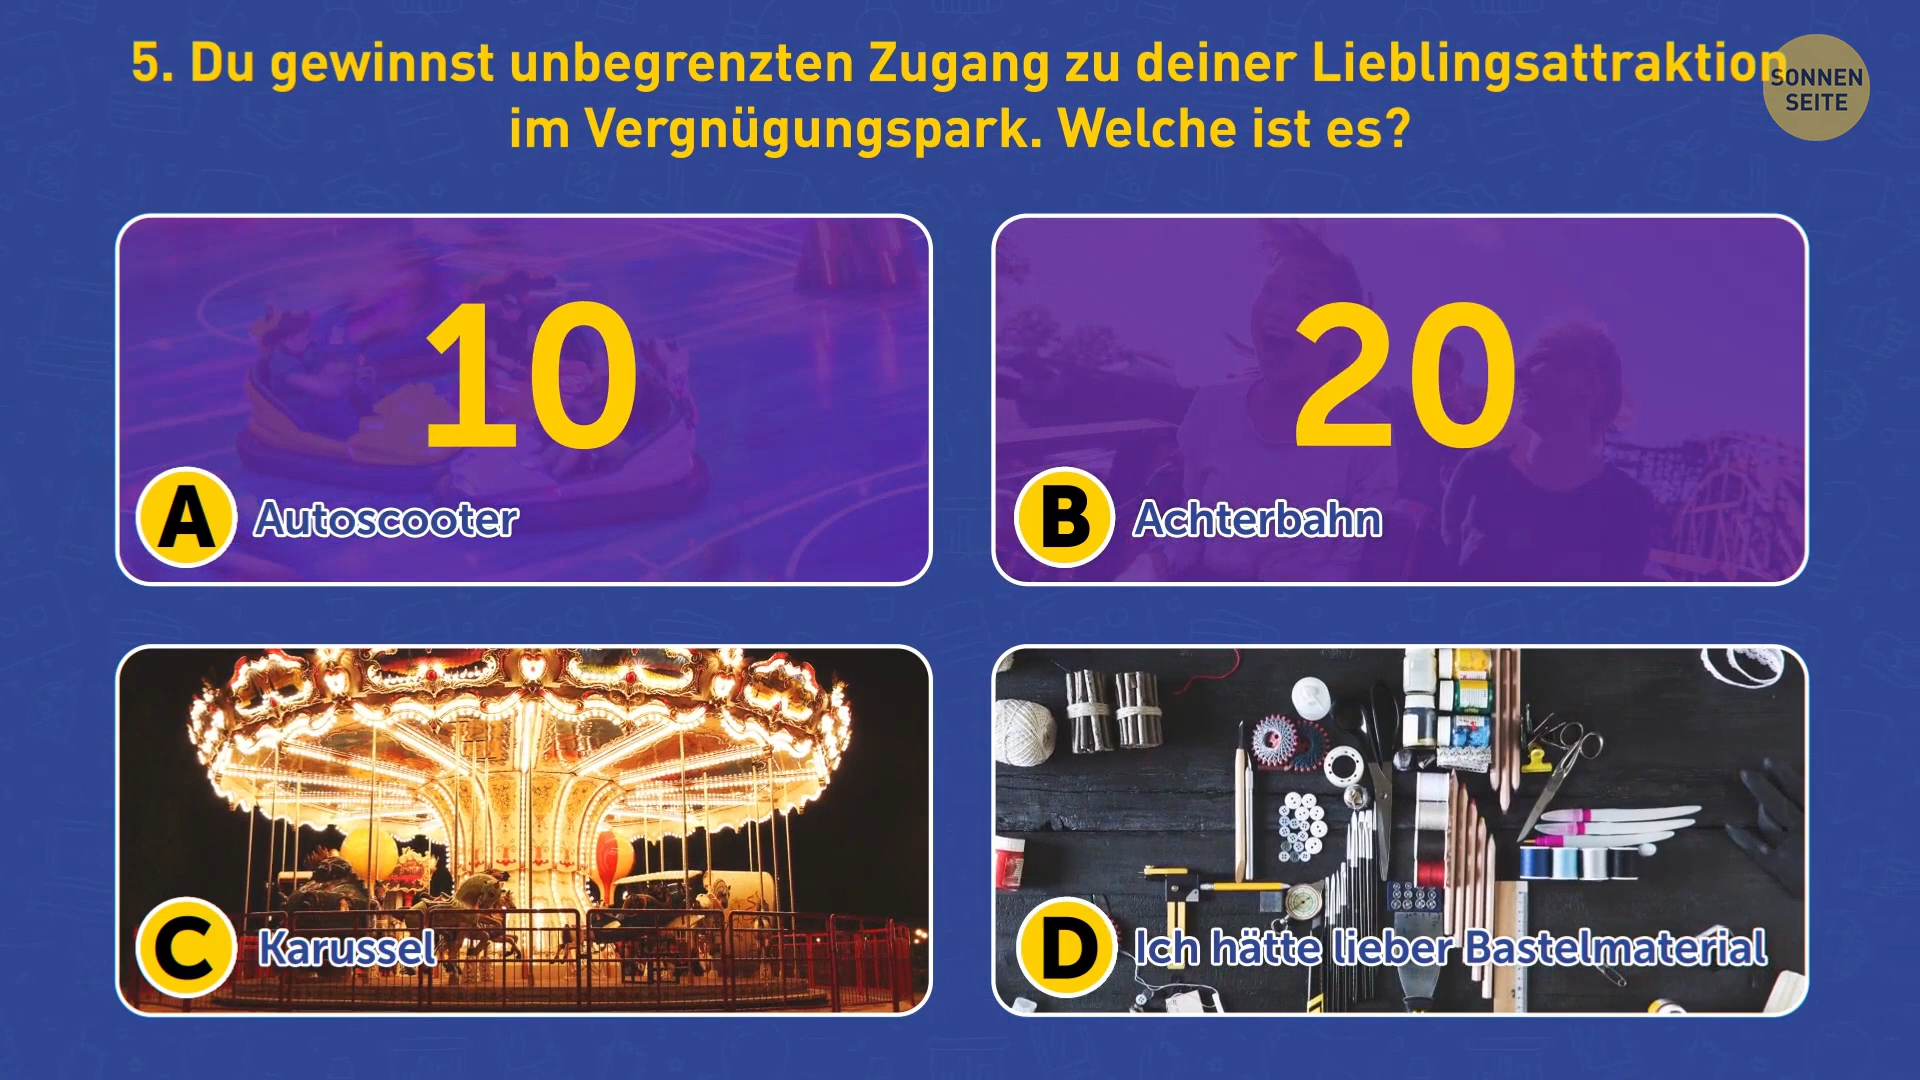 5. Du gewinnst unbegrenzten Zugang zu deiner Lieblingsattraktion
im Vergnügungspark. Welche ist es?
SONNEN
SEITE
10
A Autoscooter
20
B Achterbahn
C Karussel
D Ich hätte lieber Bastelmaterial